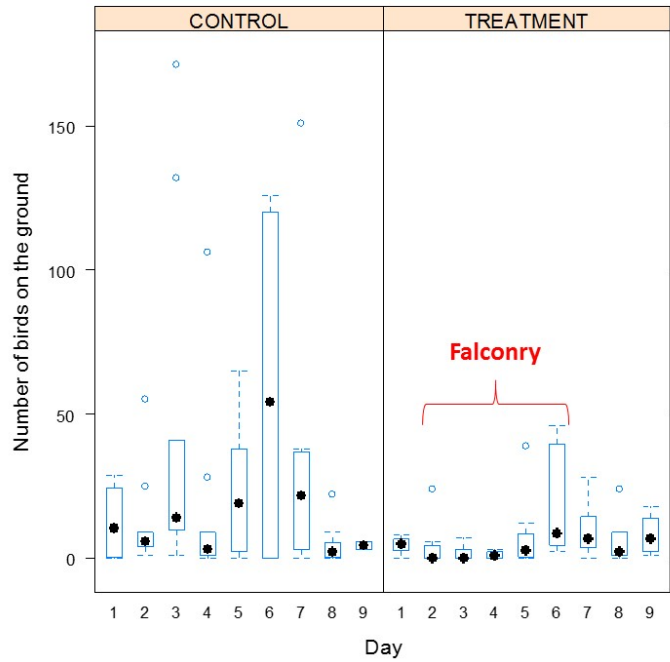 CONTROL TREATMENT
Number of birds on the ground
150
100
50
0
Falconry
1 2 3 4 5 6 7 8 9 1 2 3 4 5 6 7 8 9
Day